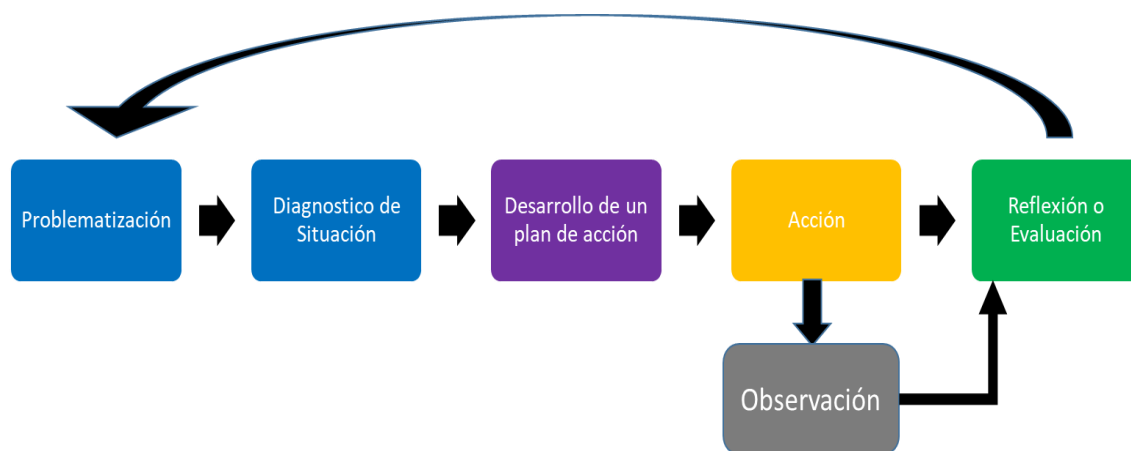 Problematización
Diagnostico de
Situación
Desarrollo de un
plan de acción
Acción
Reflexión o
Evaluación
Observación